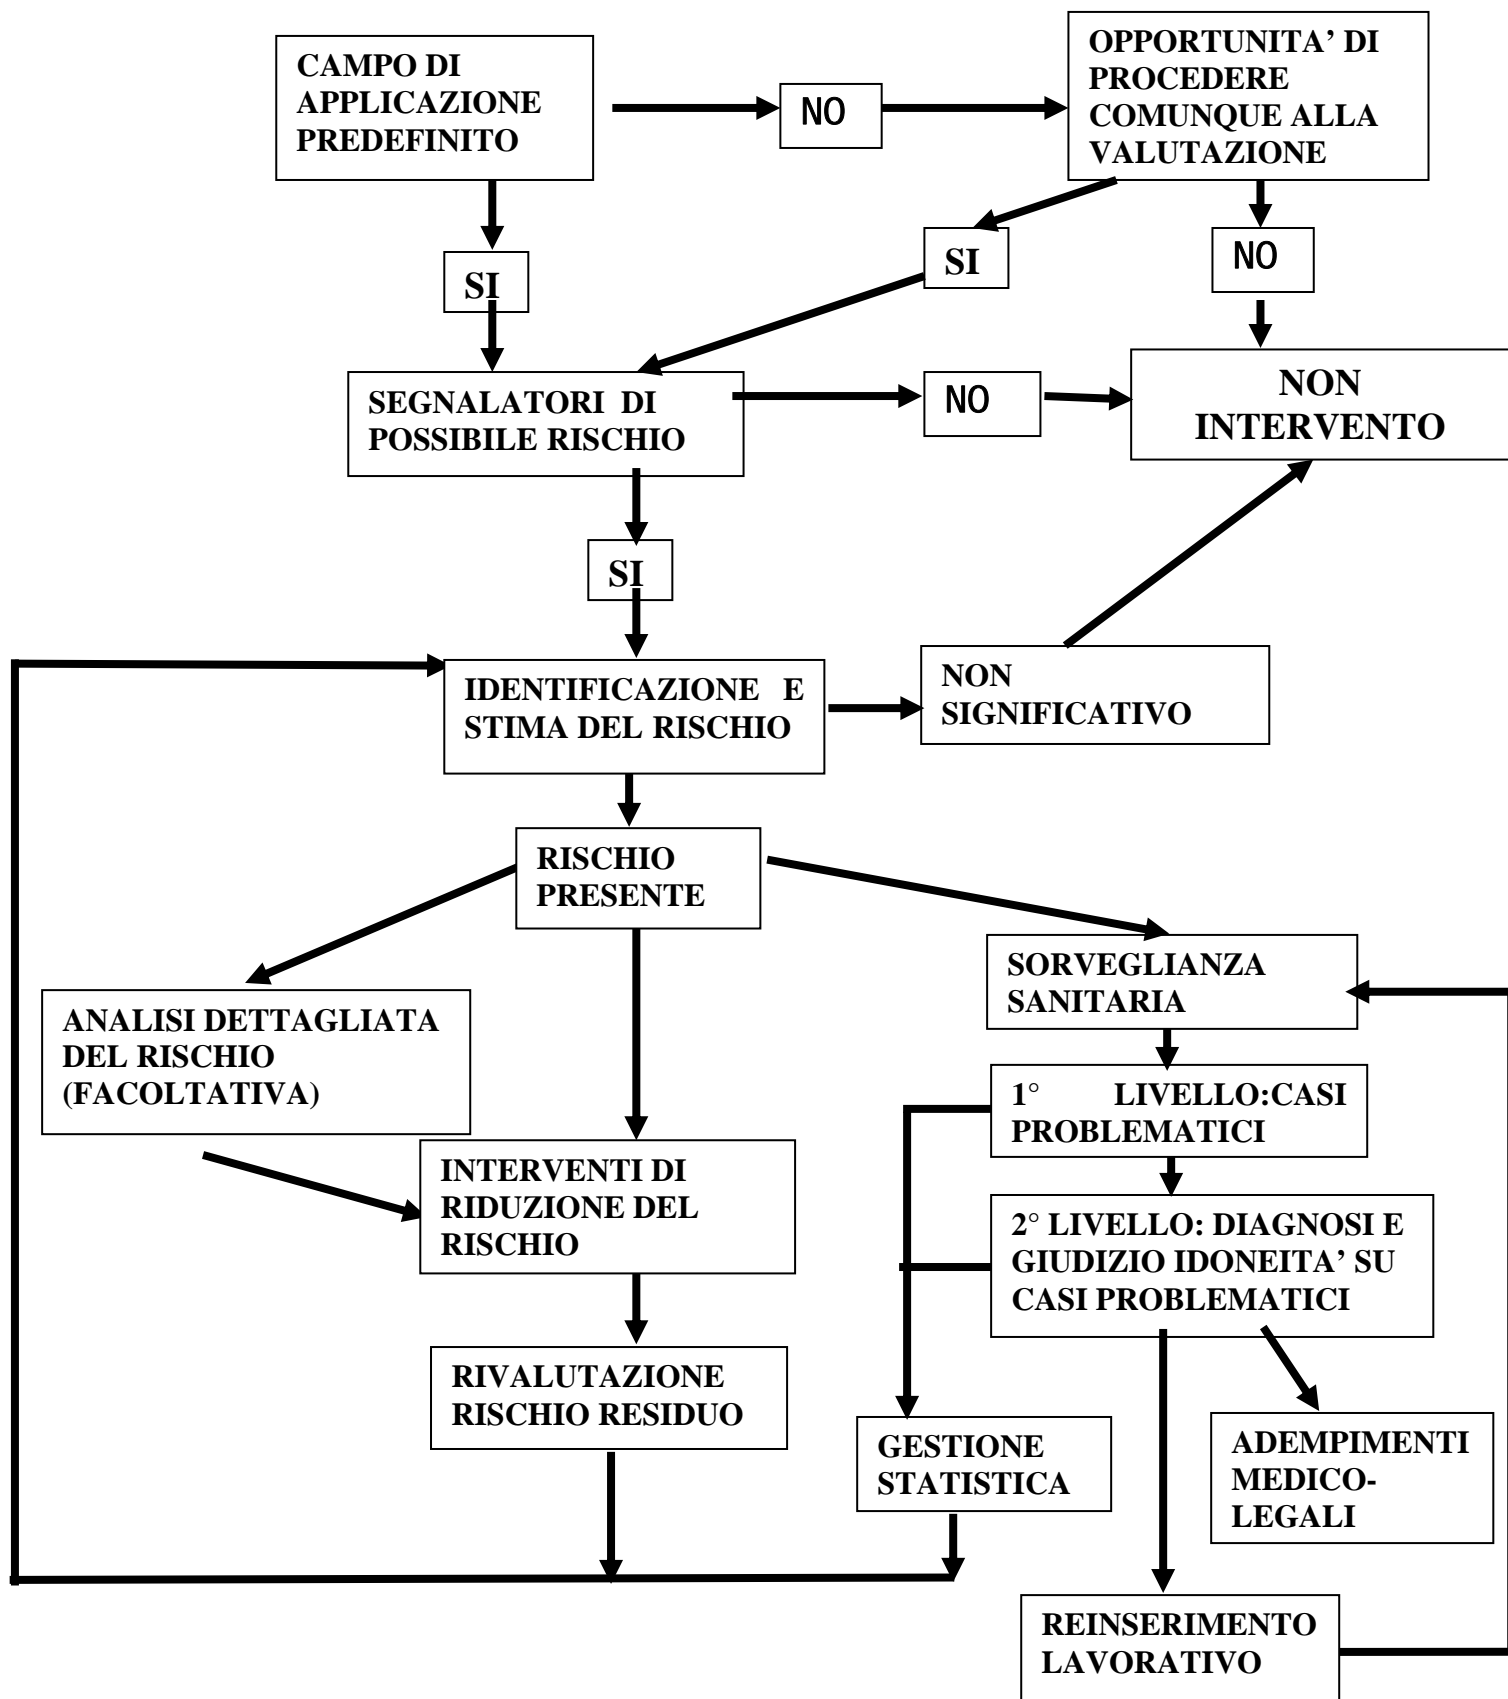 CAMPO DI
APPLICAZIONE
PREDEFINITO
NO
OPPORTUNITA’ DI
PROCEDERE
COMUNQUE ALLA
VALUTAZIONE
SI
SI
NO
SEGNALATORI DI
POSSIBILE RISCHIO
NO
NON
INTERVENTO
SI
IDENTIFICAZIONE E
STIMA DEL RISCHIO
NON
SIGNIFICATIVO
RISCHIO
PRESENTE
SORVEGLIANZA
SANITARIA
ANALISI DETTAGLIATA
DEL RISCHIO
(FACOLTATIVA)
1° LIVELLO:CASI
PROBLEMATICI
INTERVENTI DI
RIDUZIONE DEL
RISCHIO
2° LIVELLO: DIAGNOSI E
GIUDIZIO IDONEITA’ SU
CASI PROBLEMATICI
RIVALUTAZIONE
RISCHIO RESIDUO
GESTIONE
STATISTICA
ADEMPIMENTI
MEDICO-
LEGALI
REINSERIMENTO
LAVORATIVO